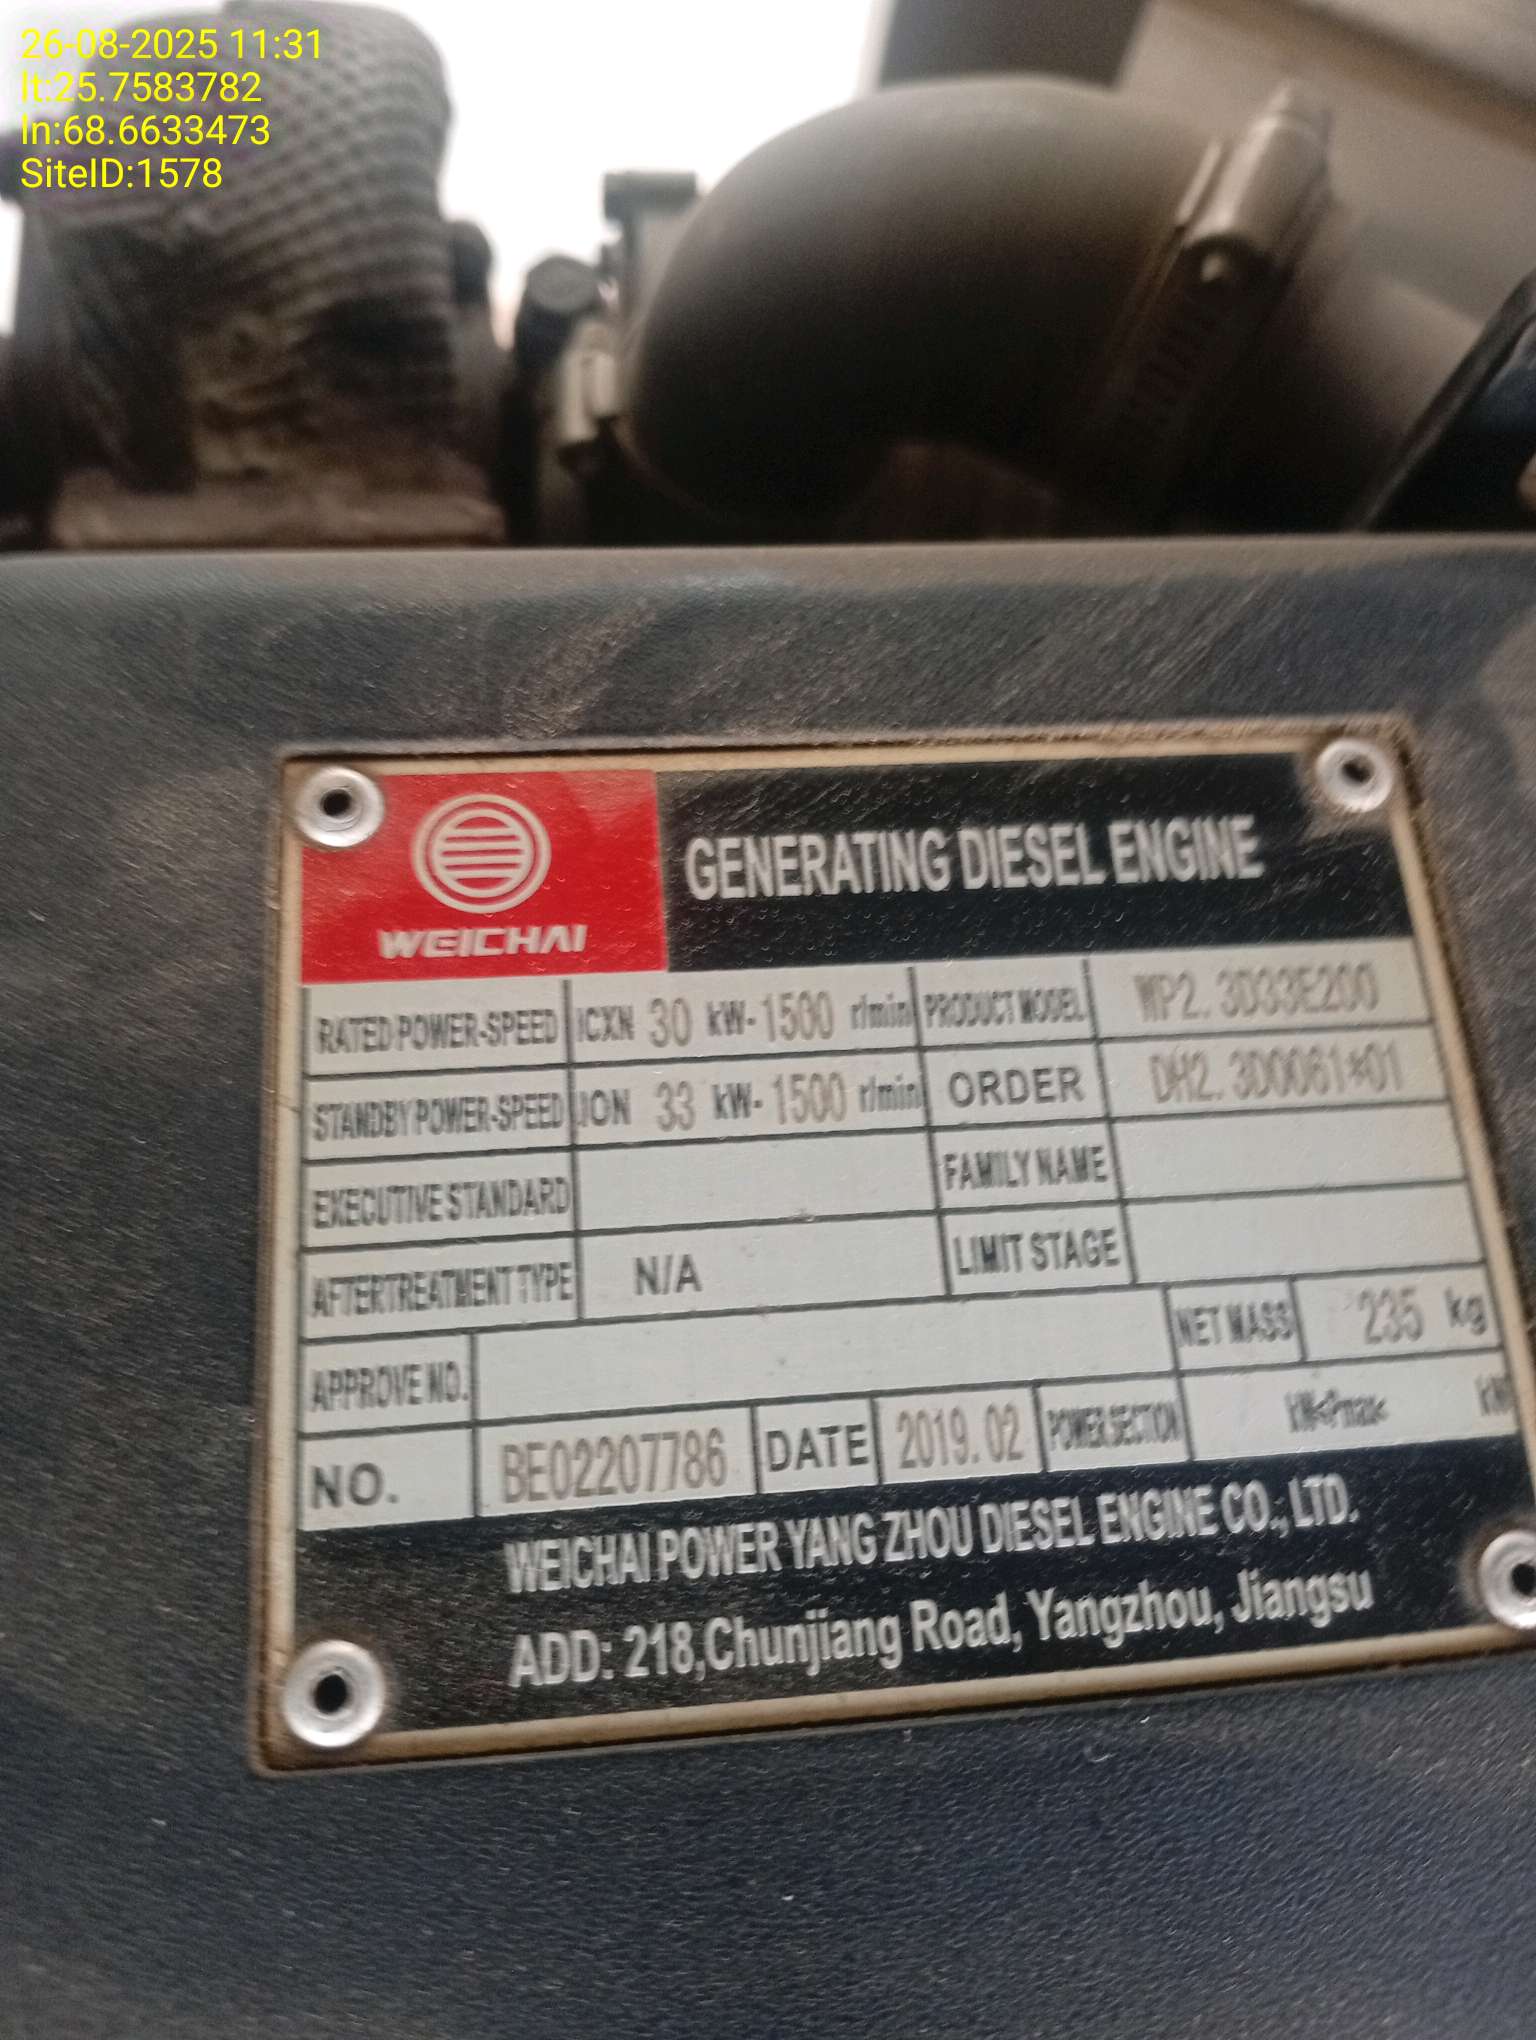 26-08-2025 11:31
lt:25.7583782
ln:68.6633473
SiteID:1578
WEICHAI
GENERATING DIESEL ENGINE
RATED POWER-SPEED ICXN 30 kW-1500 r/min PRODUCT MODEL WP2.3D33E200
STANDBY POWER-SPEED ION 33 kW-1500 r/min ORDER DH2.3D0061*01
EXECUTIVE STANDARD FAMILY NAME
AFTERTREATMENT TYPE N/A LIMIT STAGE
APPROVE NO. NET MASS 235 kg
NO. BE02207786 DATE 2019.02 POWER SECTION kW<Pmax< kW
WEICHAI POWER YANG ZHOU DIESEL ENGINE CO., LTD.
ADD: 218,Chunjiang Road, Yangzhou, Jiangsu